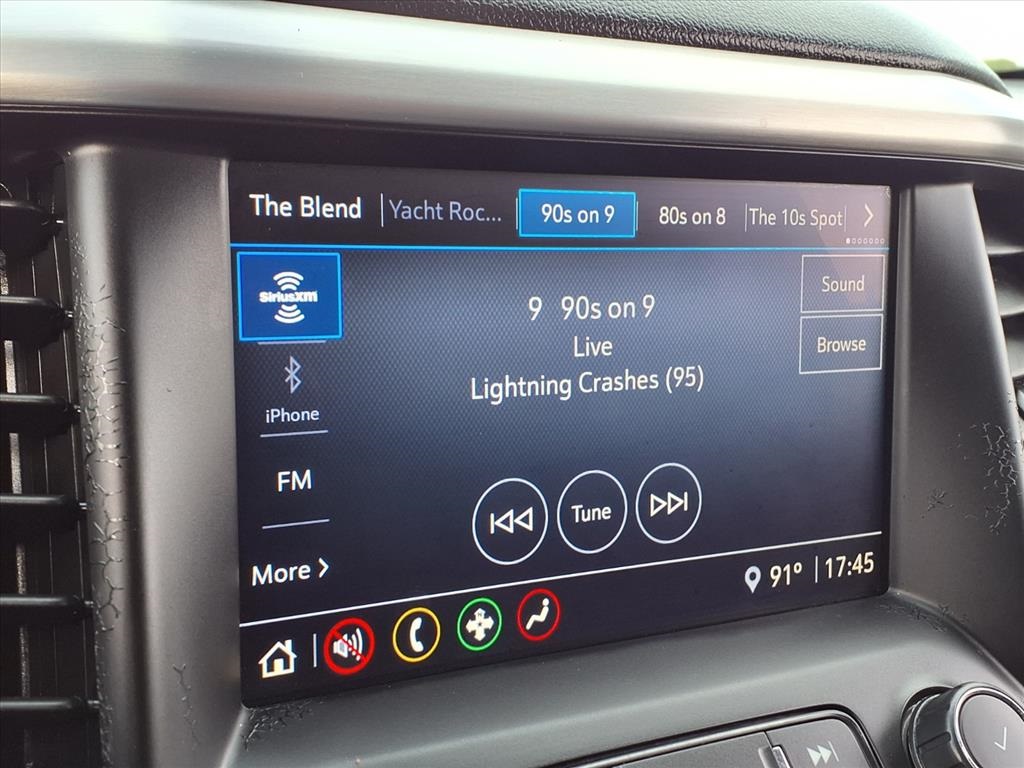 The Blend
Yacht Roc...
90s on 9
80s on 8
The 10s Spot
SiriusXM
iPhone
FM
More
9 90s on 9
Live
Lightning Crashes (95)
Sound
Browse
Tune
91° 17:45